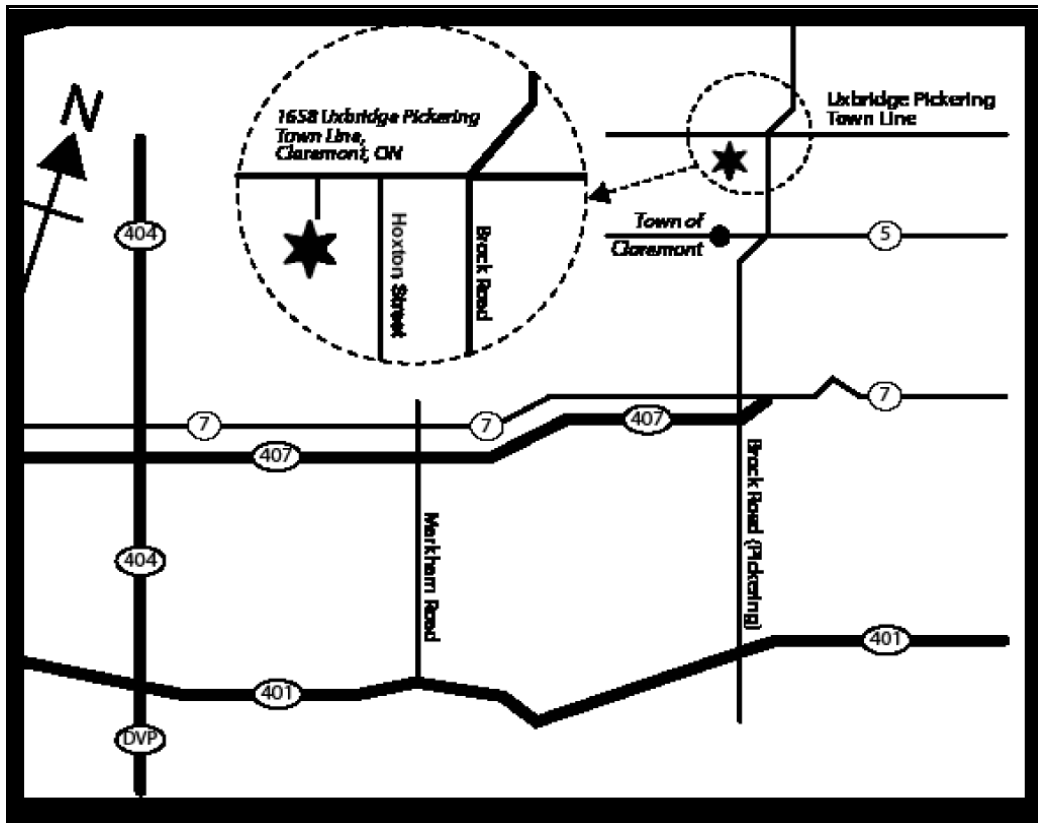 N
1658 Uxbridge Pickering
Town Line,
Claremont, ON
Uxbridge Pickering
Town Line
404
Hoxton Street
Brock Road
Town of
Claremont
5
7
7
7
407
407
Markham Road
Brock Road (Pickering)
404
401
401
DVP